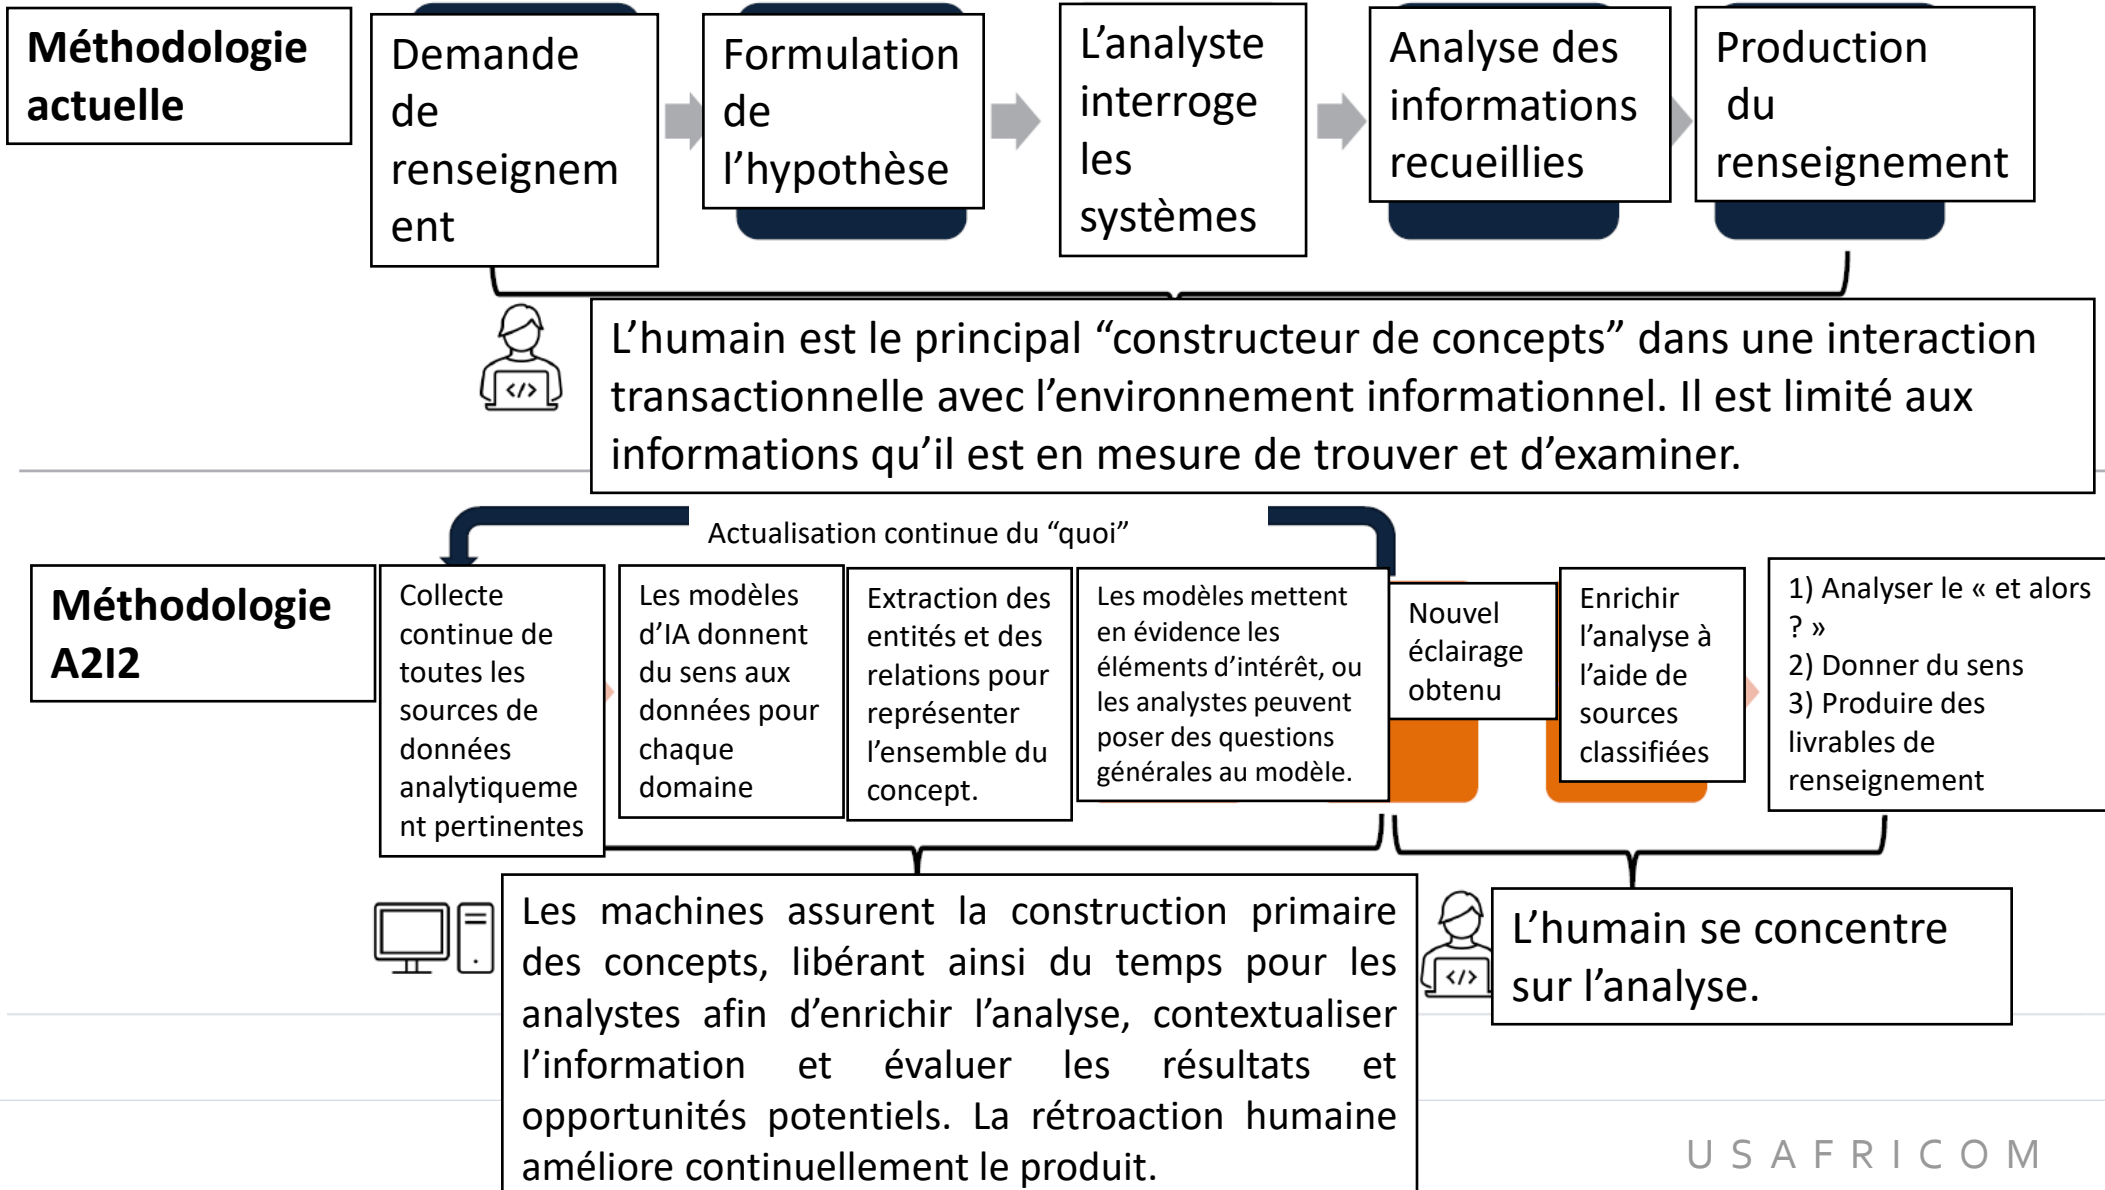 Méthodologie
actuelle
Demande
de
renseignem
ent
Formulation
de
l’hypothèse
L’analyste
interroge
les
systèmes
Analyse des
informations
recueillies
Production
du
renseignement
L’humain est le principal “constructeur de concepts” dans une interaction
transactionnelle avec l’environnement informationnel. Il est limité aux
informations qu’il est en mesure de trouver et d’examiner.
Actualisation continue du “quoi”
Méthodologie
A2I2
Collecte
continue de
toutes les
sources de
données
analytiqueme
nt pertinentes
Les modèles
d’IA donnent
du sens aux
données pour
chaque
domaine
Extraction des
entités et des
relations pour
représenter
l’ensemble du
concept.
Les modèles mettent
en évidence les
éléments d’intérêt, ou
les analystes peuvent
poser des questions
générales au modèle.
Nouvel
éclairage
obtenu
Enrichir
l’analyse à
l’aide de
sources
classifiées
1) Analyser le « et alors
? »
2) Donner du sens
3) Produire des
livrables de
renseignement
</> 
Les machines assurent la construction primaire
des concepts, libérant ainsi du temps pour les
analystes afin d’enrichir l’analyse, contextualiser
l’information et évaluer les résultats et
opportunités potentiels. La rétroaction humaine
améliore continuellement le produit.
</>
L’humain se concentre
sur l’analyse.
USAFRICOM